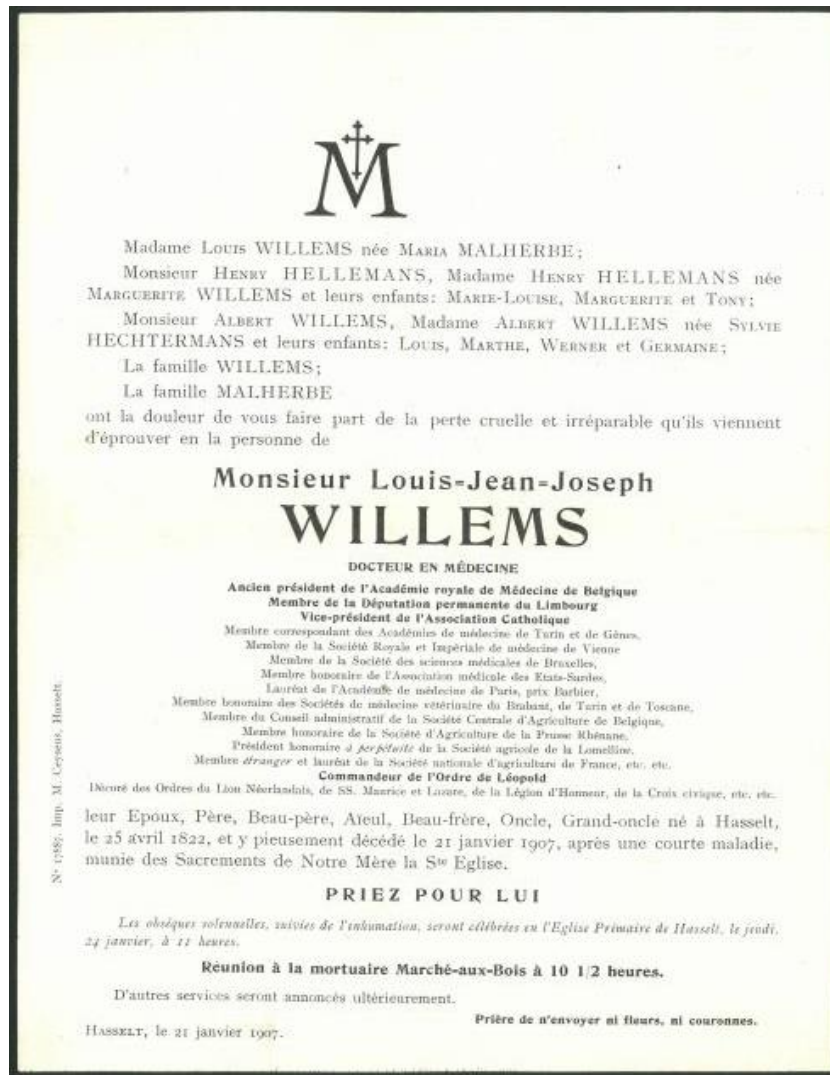 M
Madame Louis WILLEMS née Maria MALHERBE;
Monsieur Henry HELLEMANS, Madame Henry HELLEMANS née
Marguerite WILLEMS et leurs enfants: Marie-Louise, Marguerite et Tony;
Monsieur Albert WILLEMS, Madame Albert WILLEMS née Sylvie
HECHTERMANS et leurs enfants: Louis, Marthe, Werner et Germaine;
La famille WILLEMS;
La famille MALHERBE
ont la douleur de vous faire part de la perte cruelle et irréparable qu'ils viennent
d'éprouver en la personne de
Monsieur Louis-Jean-Joseph
WILLEMS
DOCTEUR EN MÉDECINE
Ancien président de l'Académie royale de Médecine de Belgique
Membre de la Députation permanente du Limbourg
Vice-président de l'Association Catholique
Membre correspondant des Académies de médecine de Turin et de Gênes,
Membre de la Société Royale et Impériale de médecine de Vienne
Membre de la Société des sciences médicales de Bruxelles,
Membre honoraire de l'Association médicale des Etats-Sardes,
Lauréat de l'Académie de médecine de Paris, prix Barbier,
Membre honoraire des Sociétés de médecine vétérinaire du Brabant, de Turin et de Toscane,
Membre du Conseil administratif de la Société Centrale d'Agriculture de Belgique,
Membre honoraire de la Société d'Agriculture de la Prusse Rhénane,
Président honoraire à perpétuité de la Société agricole de la Lomelline,
Membre étranger et lauréat de la Société nationale d'agriculture de France, etc. etc.
Commandeur de l'Ordre de Léopold
Décoré des Ordres du Lion Néerlandais, de SS. Maurice et Lazare, de la Légion d'Honneur, de la Croix civique, etc. etc.
leur Epoux, Père, Beau-père, Aïeul, Beau-frère, Oncle, Grand-oncle né à Hasselt,
le 25 avril 1822, et y pieusement décédé le 21 janvier 1907, après une courte maladie,
munie des Sacrements de Notre Mère la Ste Eglise.
PRIEZ POUR LUI
Les obsèques solennelles, suivies de l'inhumation, seront célébrées en l'Eglise Primaire de Hasselt, le jeudi,
24 janvier, à 11 heures.
Réunion à la mortuaire Marché-aux-Bois à 10 1/2 heures.
D'autres services seront annoncés ultérieurement.
Prière de n'envoyer ni fleurs, ni couronnes.
Hasselt, le 21 janvier 1907.
Imp. M. Ceysens, Hasselt.